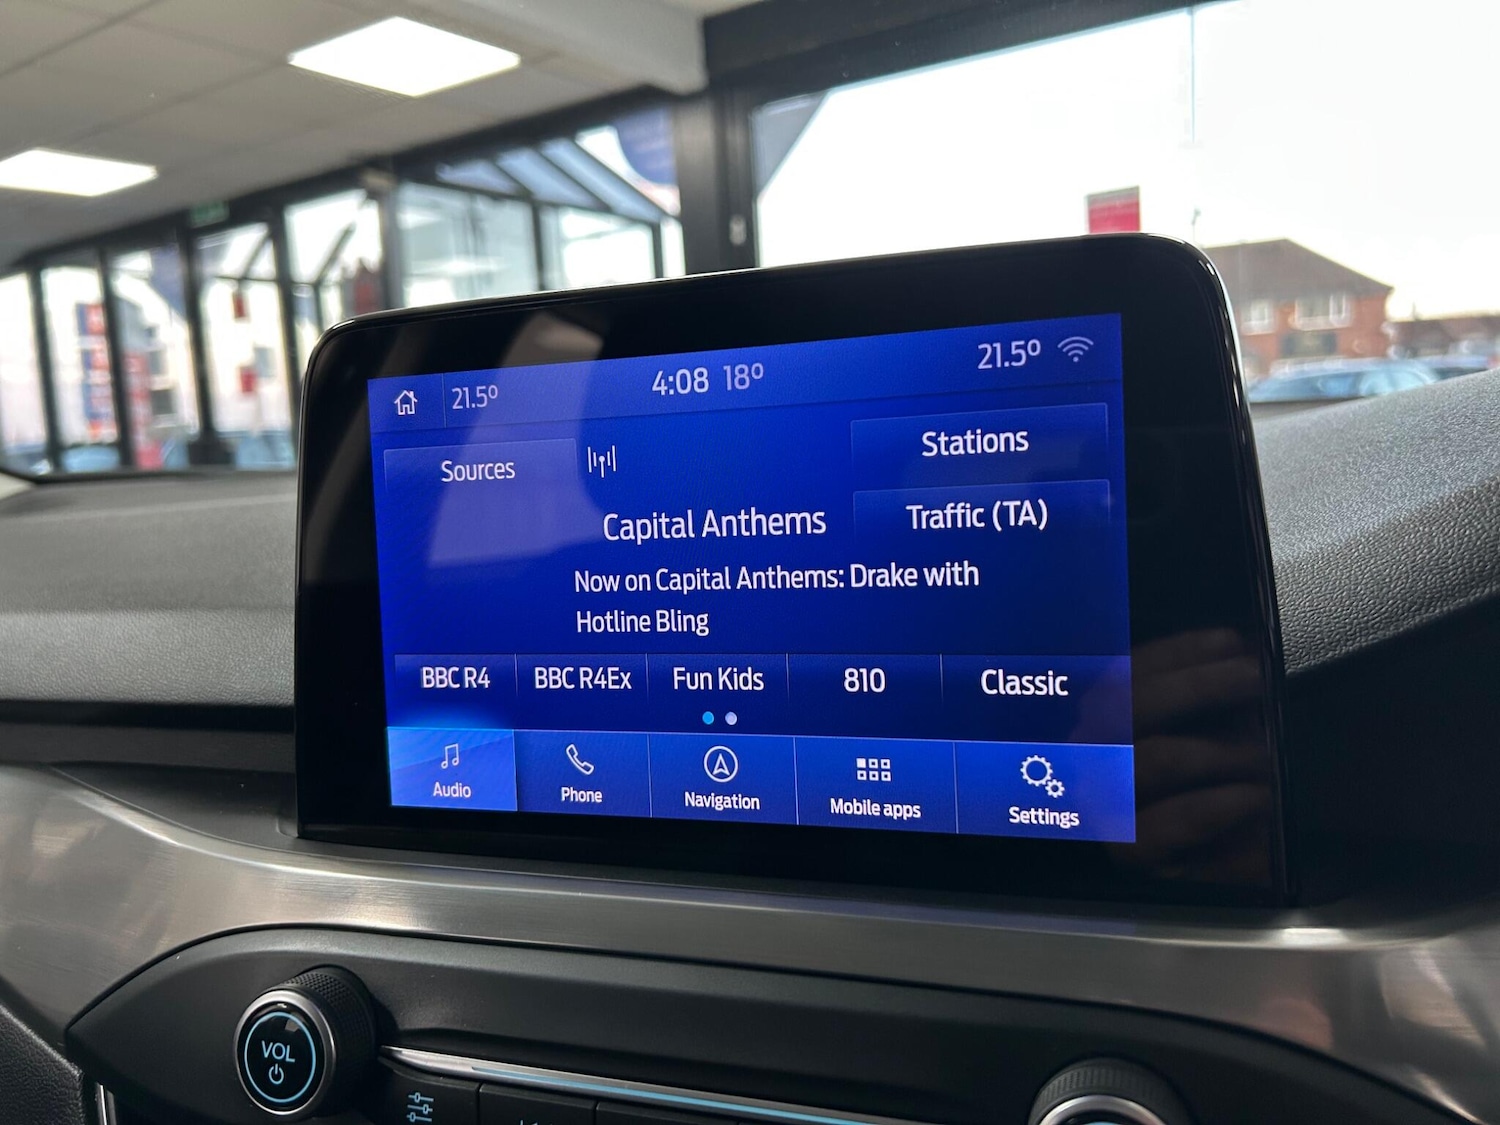 21.5°
4:08 18°
21.5°
Sources
Stations
Traffic (TA)
Capital Anthems
Now on Capital Anthems: Drake with
Hotline Bling
BBC R4
BBC R4Ex
Fun Kids
810
Classic
Audio
Phone
Navigation
Mobile apps
Settings
VOL